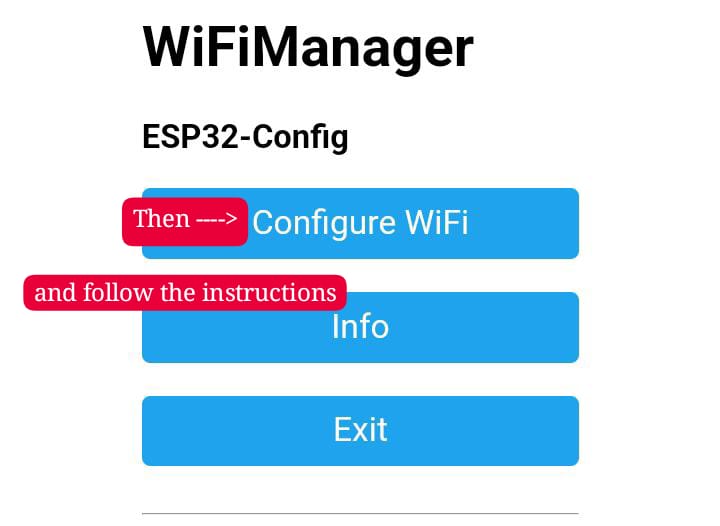 WiFiManager
ESP32-Config
Then ----> Configure WiFi
and follow the instructions
Info
Exit